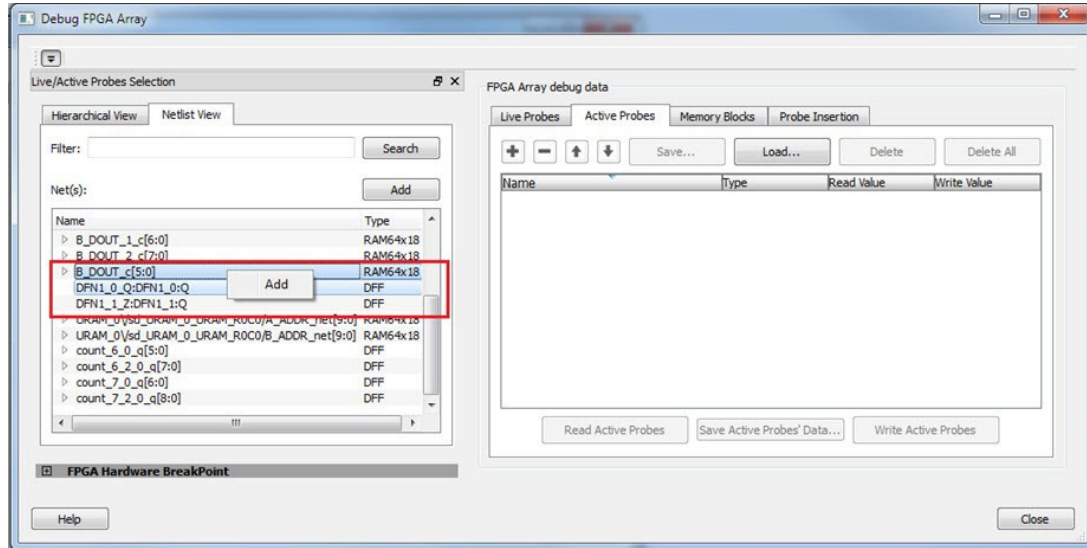 Debug FPGA Array
Live/Active Probes Selection
Hierarchical View Netlist View
Filter: Search
Net(s): Add
Name Type
B_DOUT_1_c[6:0] RAM64x18
B_DOUT_2_c[7:0] RAM64x18
B_DOUT_c[5:0] RAM64x18
DFN1_0_Q:DFN1_0:Q DFF
Add
DFN1_1_Z:DFN1_1:Q DFF
URAM_0\/sd_URAM_0_URAM_R0C0/A_ADDR_net[9:0] RAM64x18
URAM_0\/sd_URAM_0_URAM_R0C0/B_ADDR_net[9:0] RAM64x18
count_6_0_q[5:0] DFF
count_6_2_0_q[7:0] DFF
count_7_0_q[6:0] DFF
count_7_2_0_q[8:0] DFF
FPGA Hardware BreakPoint
FPGA Array debug data
Live Probes Active Probes Memory Blocks Probe Insertion
Save... Load... Delete Delete All
Name Type Read Value Write Value
Read Active Probes Save Active Probes' Data... Write Active Probes
Help Close